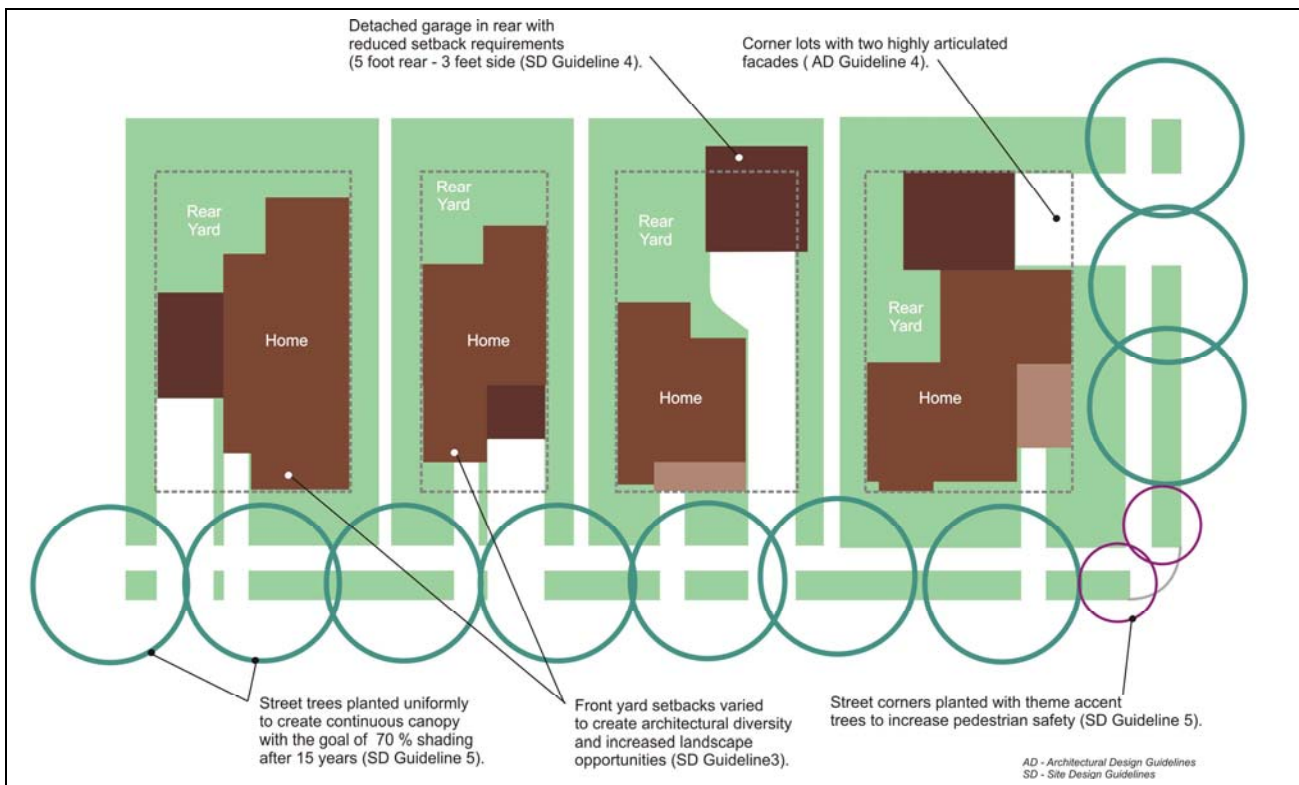 Detached garage in rear with
reduced setback requirements
(5 foot rear - 3 feet side (SD Guideline 4).
Corner lots with two highly articulated
facades ( AD Guideline 4).
Rear
Yard
Rear
Yard
Rear
Yard
Rear
Yard
Home
Home
Home
Home
Street trees planted uniformly
to create continuous canopy
with the goal of 70 % shading
after 15 years (SD Guideline 5).
Front yard setbacks varied
to create architectural diversity
and increased landscape
opportunities (SD Guideline3).
Street corners planted with theme accent
trees to increase pedestrian safety (SD Guideline 5).
AD - Architectural Design Guidelines
SD - Site Design Guidelines